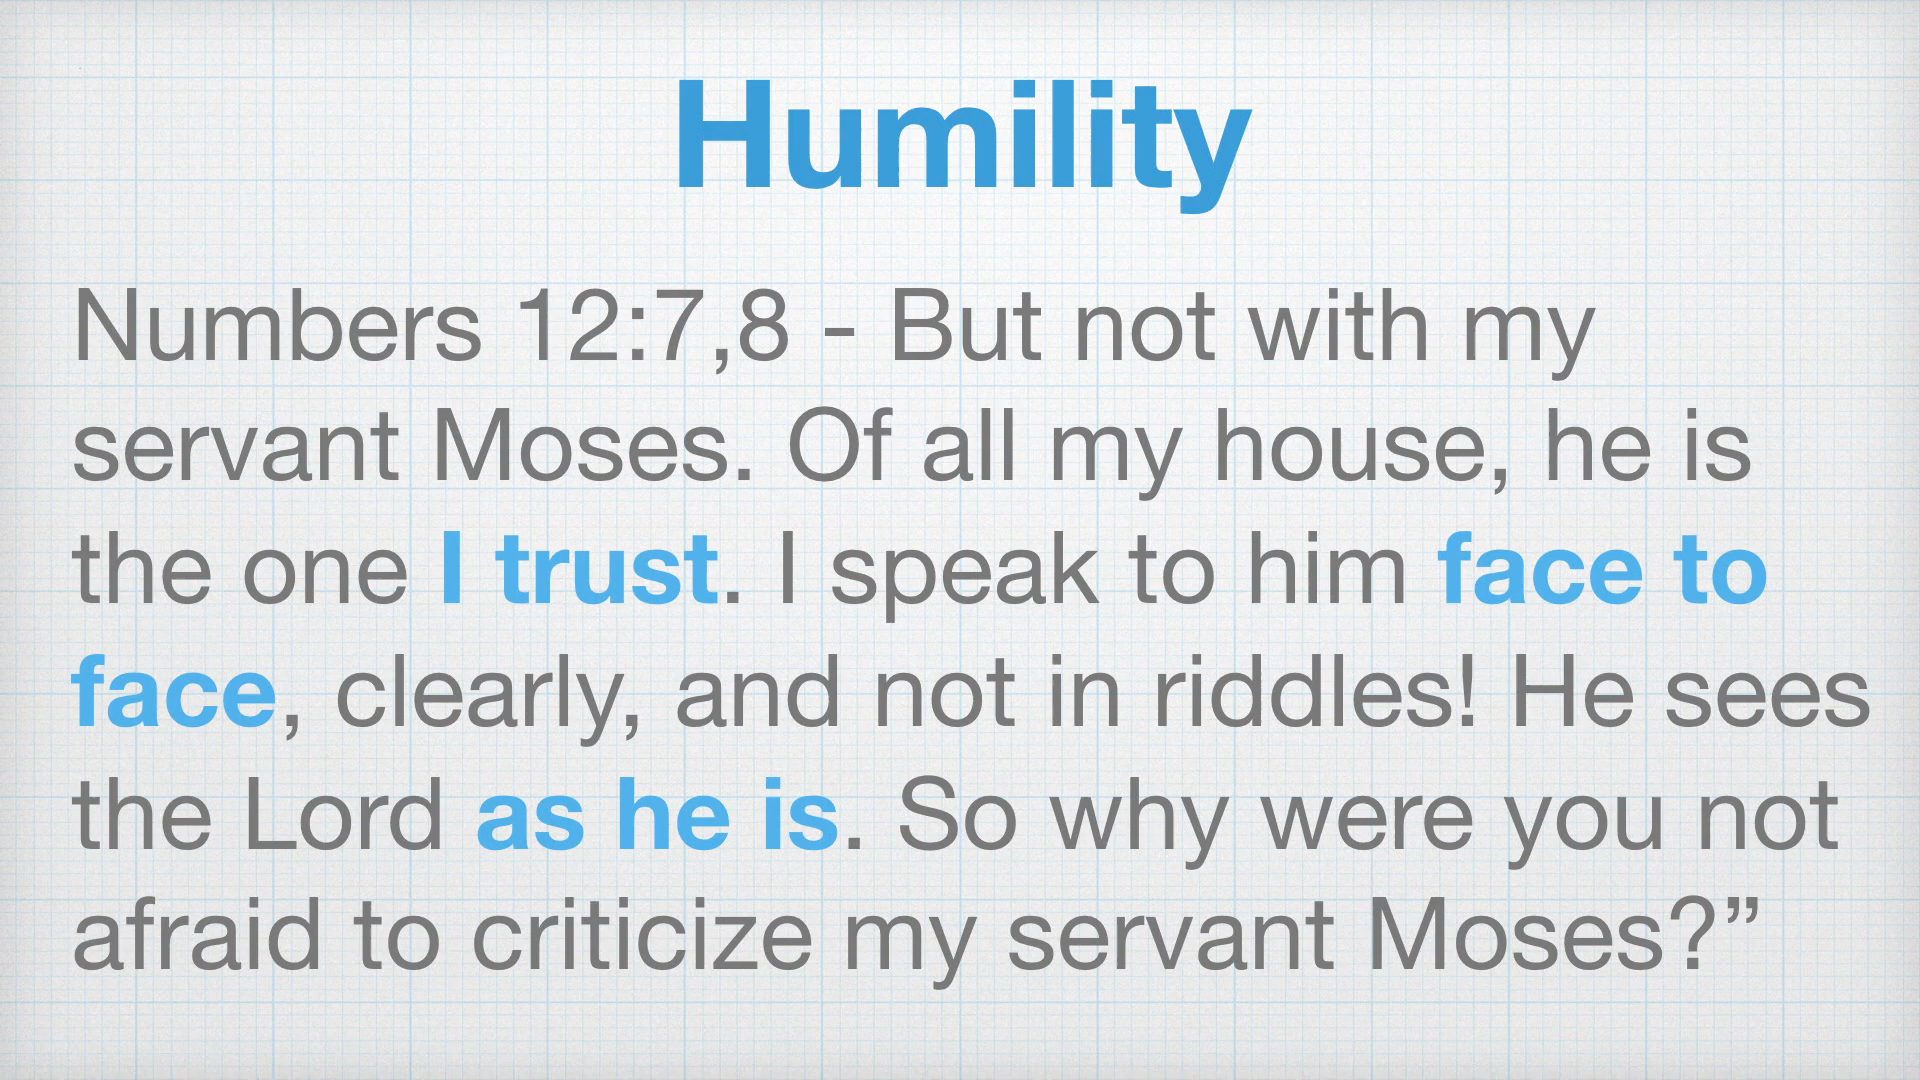 Humility
Numbers 12:7,8 - But not with my
servant Moses. Of all my house, he is
the one I trust. I speak to him face to
face, clearly, and not in riddles! He sees
the Lord as he is. So why were you not
afraid to criticize my servant Moses?”